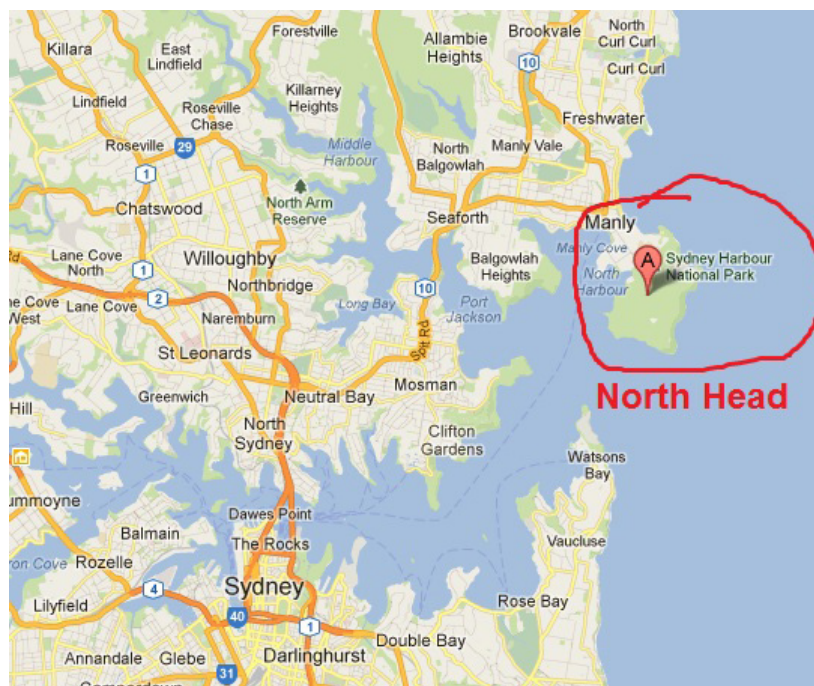 Killara
East
Lindfield
Forestville
Allambie
Heights
Brookvale
North
Curl Curl
Curl Curl
10
Lindfield
Roseville
Chase
Killarney
Heights
Freshwater
Roseville
29
Middle
Harbour
North
Balgowlah
Manly Vale
1
Chatswood
North Arm
Reserve
Seaforth
Manly
Rd
Lane Cove
North
Willoughby
Balgowlah
Heights
Manly Cove
A
Sydney Harbour
National Park
North
Harbour
1
Northbridge
10
Lane Cove
West
Lane Cove
2
Naremburn
Long Bay
Port
Jackson
St Leonards
Spit Rd
Greenwich
Neutral Bay
Mosman
North Head
Hill
North
Sydney
Clifton
Gardens
Watsons
Bay
Dawes Point
Balman
The Rocks
Vaucluse
Rozelle
4
Sydney
Lilyfield
40
1
Rose Bay
Double Bay
Annandale
Glebe
31
Darlinghurst